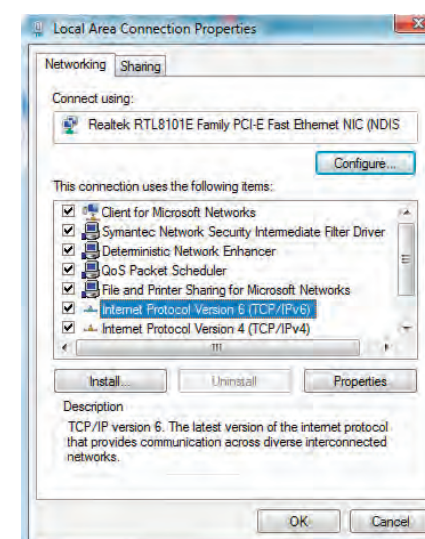 Local Area Connection Properties
Networking Sharing
Connect using:
Realtek RTL8101E Family PCI-E Fast Ethernet NIC (NDIS
Configure...
This connection uses the following items:
Client for Microsoft Networks
Symantec Network Security Intermediate Filter Driver
Deterministic Network Enhancer
QoS Packet Scheduler
File and Printer Sharing for Microsoft Networks
Internet Protocol Version 6 (TCP/IPv6)
Internet Protocol Version 4 (TCP/IPv4)
Install... Uninstall Properties
Description
TCP/IP version 6. The latest version of the internet protocol
that provides communication across diverse interconnected
networks.
OK Cancel